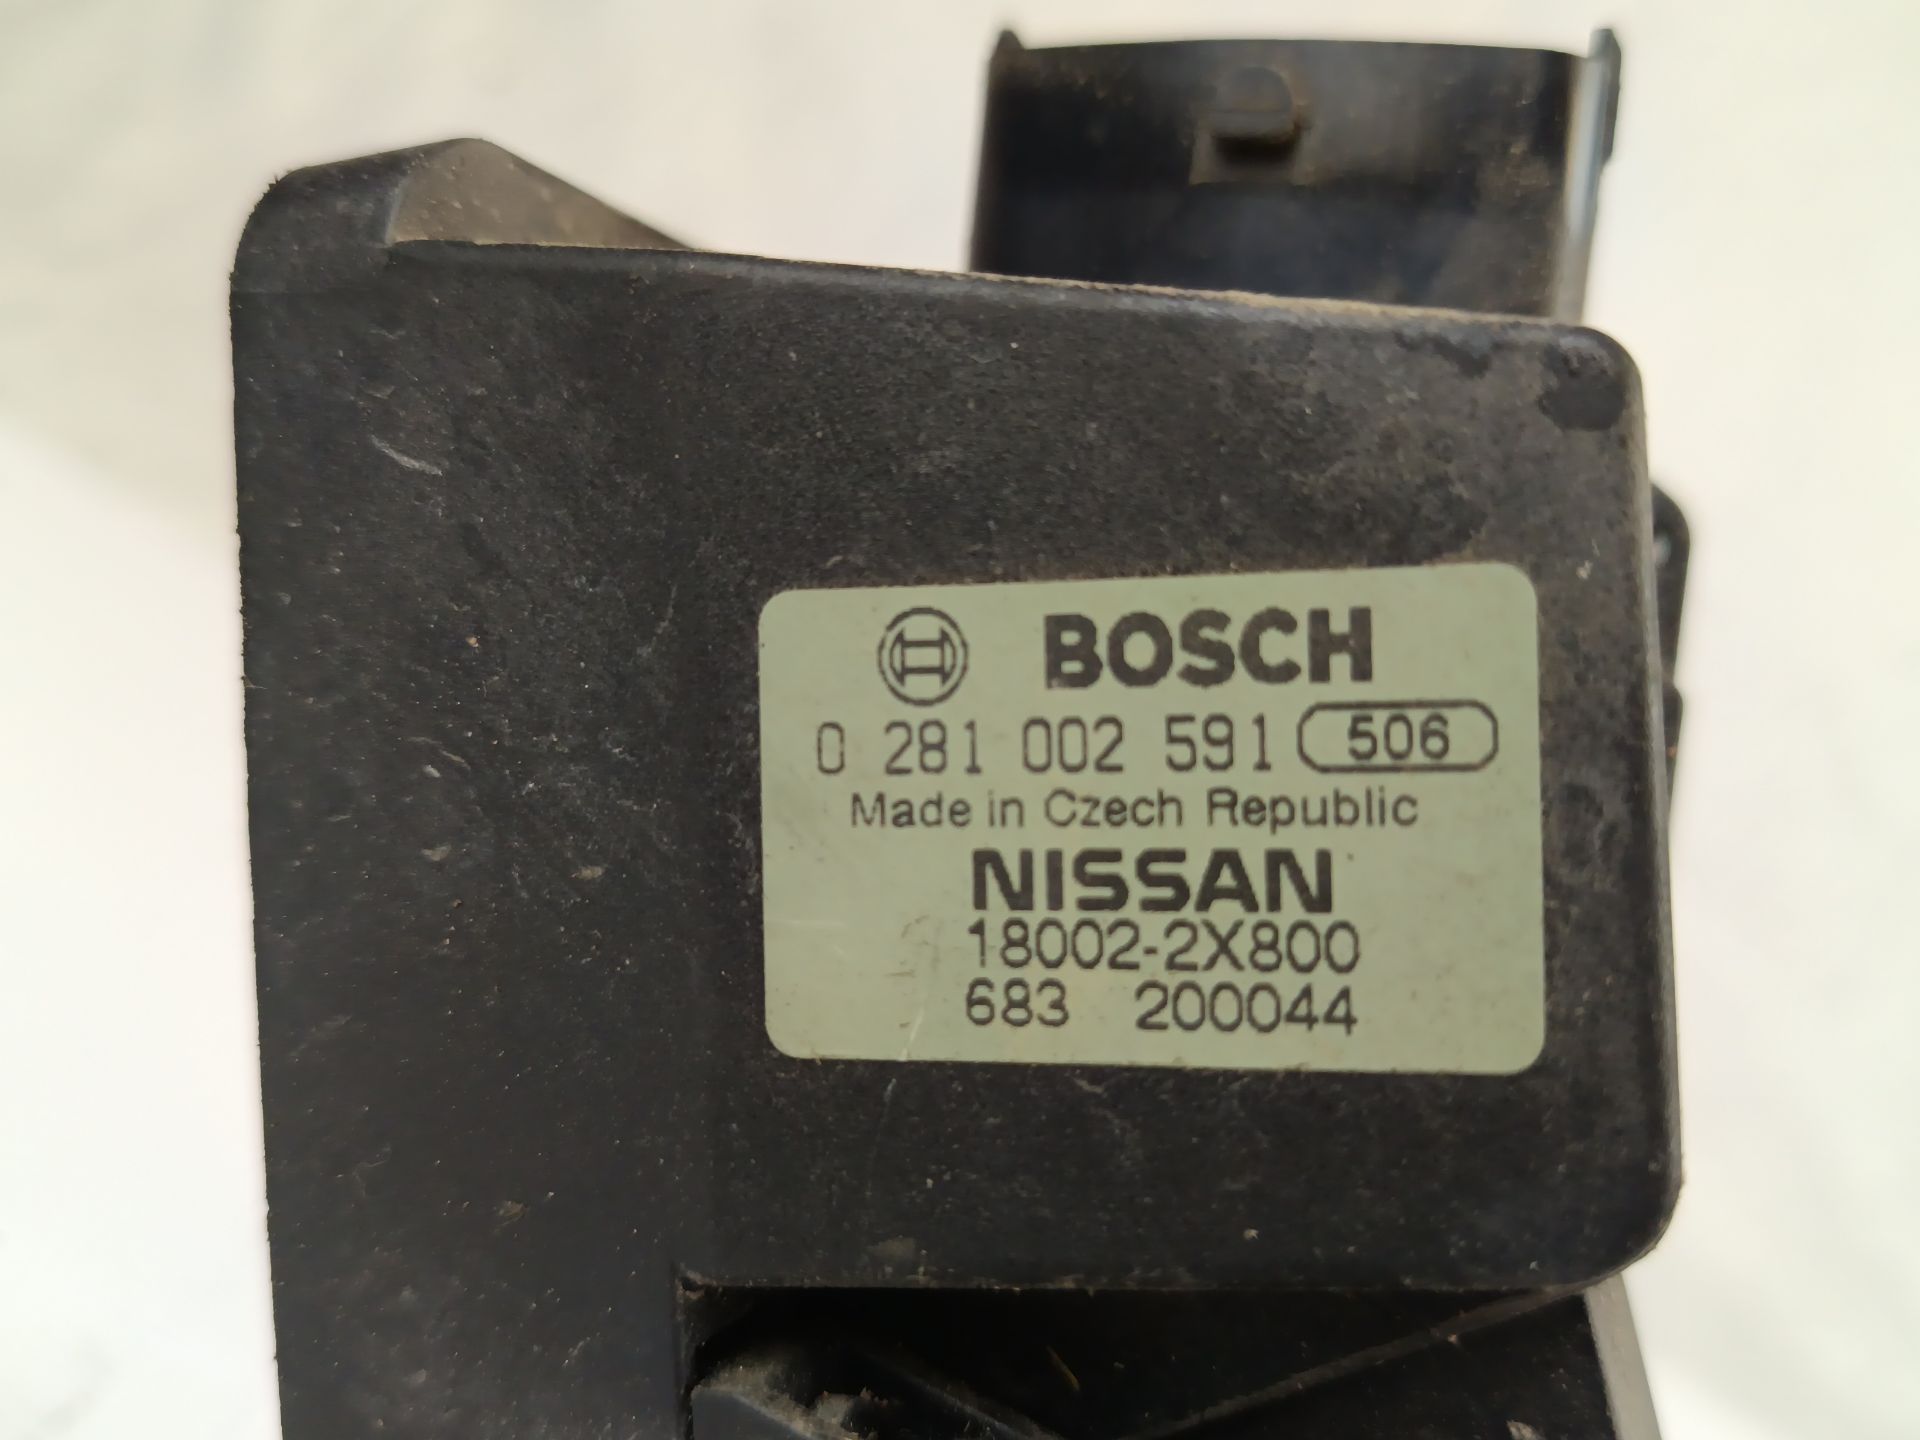 BOSCH
0 281 002 591 506
Made in Czech Republic
NISSAN
18002-2X800
683 200044